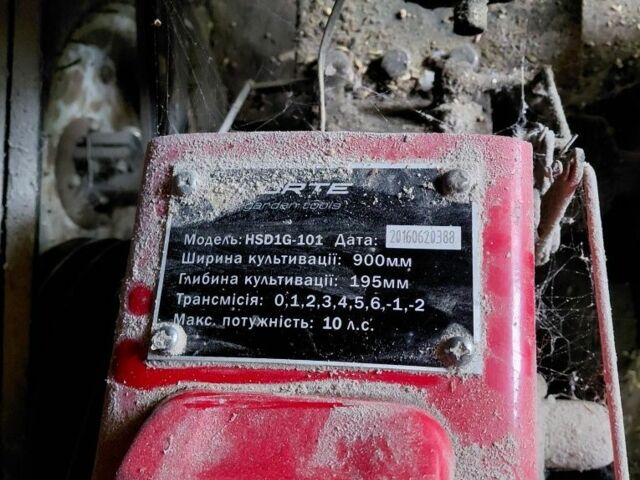 ORTE
garden tools
Модель: HSD1G-101 Дата: 20160620388
Ширина культивації: 900мм
Глибина культивації: 195мм
Трансмісія: 0,1,2,3,4,5,6,-1,-2
Макс. потужність: 10 л.с.